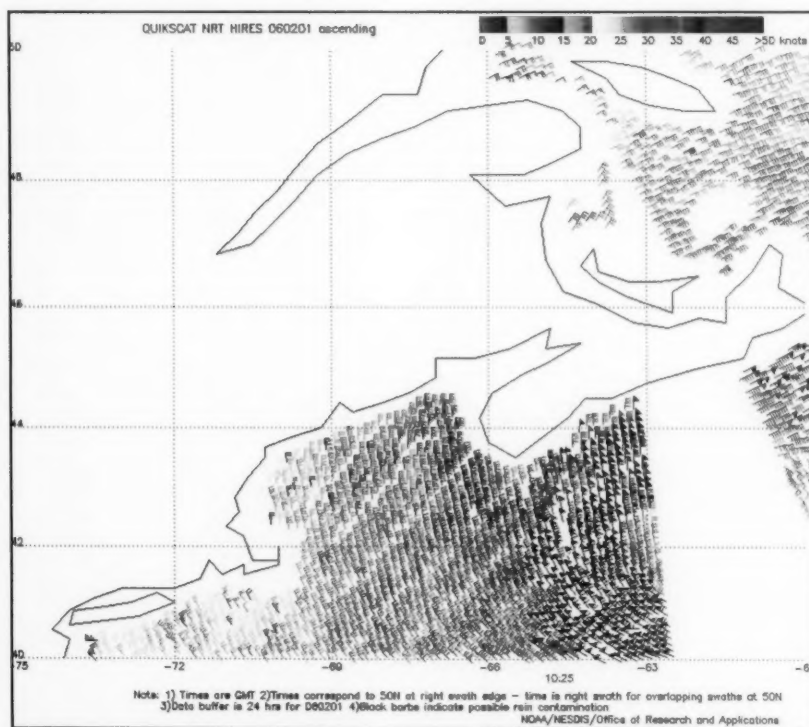 QUIKSCAT NRT HIRES 060201 ascending
0 5 10 15 20 25 30 35 40 45 >50 knots
50
48
46
44
42
40
-75 -72 -69 -66 -63
10.25
Note: 1) Times are GMT 2)Times correspond to 50N at right swath edge - time is right swath for overlapping swaths at 50N
3)Data buffer is 24 hrs for 060201 4)Black barbs indicate possible rain contamination
NOAA/NESDIS/Office of Research and Applications